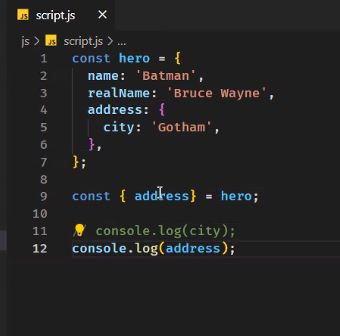 JS script.js ×
js > JS script.js > ...
1 const hero = {
2   name: 'Batman',
3   realName: 'Bruce Wayne',
4   address: {
5     city: 'Gotham',
6   },
7 };
8
9 const { address} = hero;
10
11 // console.log(city);
12 console.log(address);